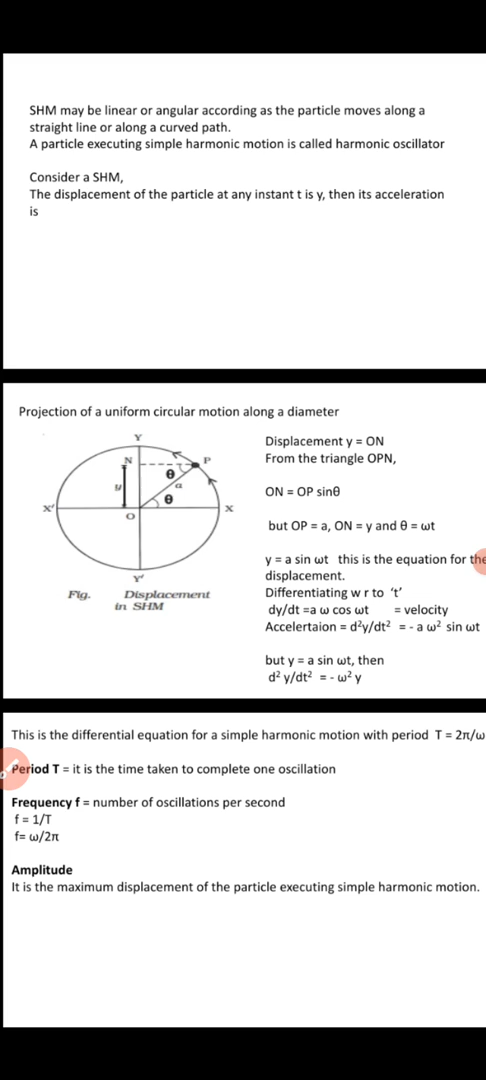 SHM may be linear or angular according as the particle moves along a
straight line or along a curved path.
A particle executing simple harmonic motion is called harmonic oscillator
Consider a SHM,
The displacement of the particle at any instant t is y, then its acceleration
is
Projection of a uniform circular motion along a diameter
Y
N
P
θ
y
a
θ
X'
X
O
Y'
Fig. Displacement
in SHM
Displacement y = ON
From the triangle OPN,
ON = OP sinθ
but OP = a, ON = y and θ = ωt
y = a sin ωt this is the equation for the
displacement.
Differentiating w r to ‘t’
dy/dt =a ω cos ωt = velocity
Accelertaion = d²y/dt² = - a ω² sin ωt
but y = a sin ωt, then
d² y/dt² = - ω² y
This is the differential equation for a simple harmonic motion with period T = 2π/ω
Period T = it is the time taken to complete one oscillation
Frequency f = number of oscillations per second
f = 1/T
f= ω/2π
Amplitude
It is the maximum displacement of the particle executing simple harmonic motion.